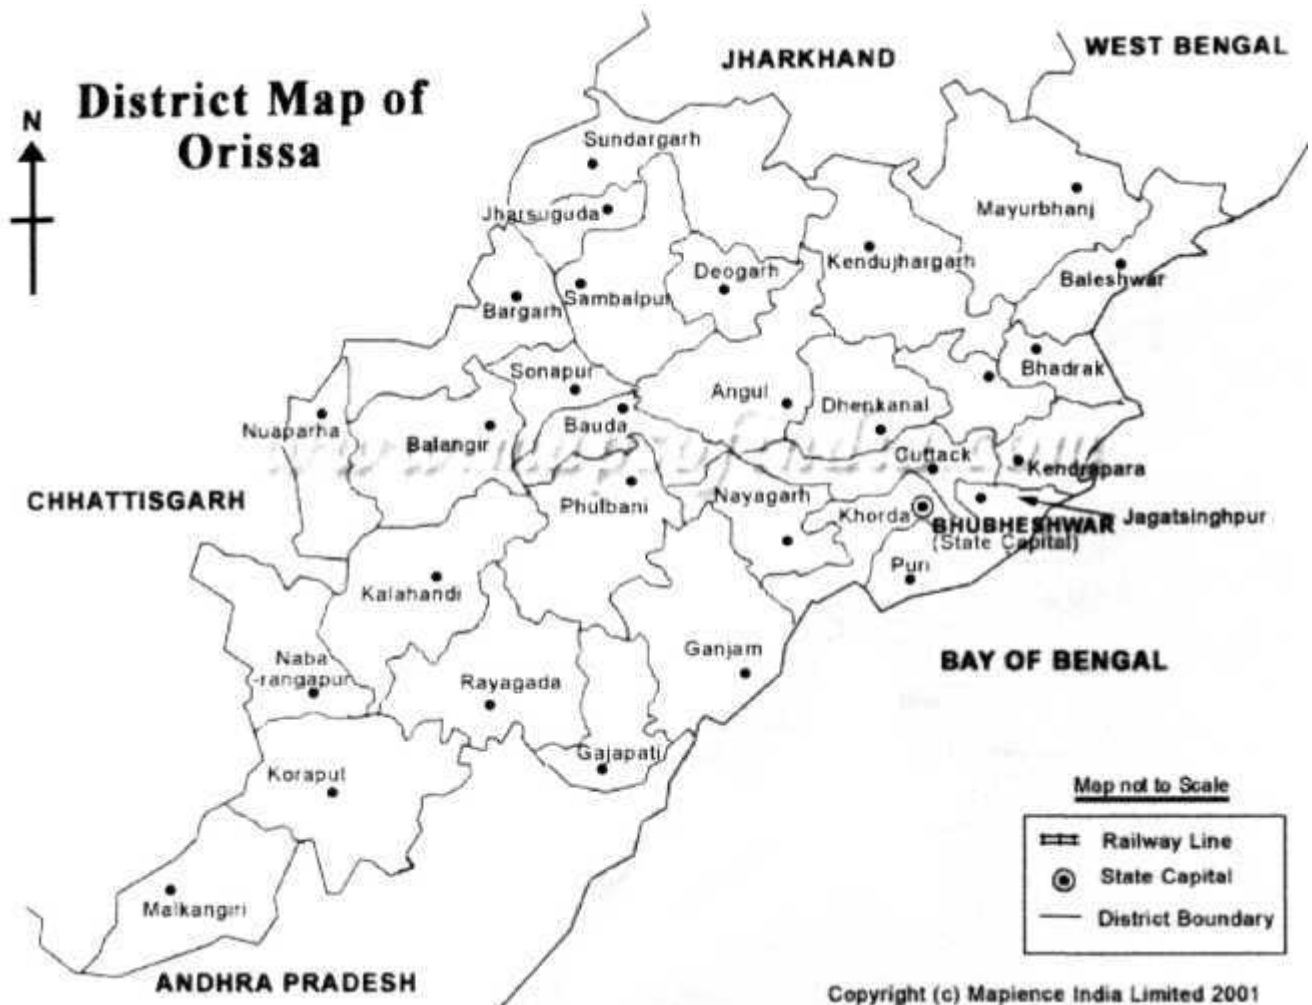 JHARKHAND
WEST BENGAL
District Map of
Orissa
N
Sundargarh
Jharsuguda
Mayurbhanj
Deogarh
Kendujhargarh
Baleshwar
Sambalpur
Bargarh
Sonapur
Bhadrak
Angul
Dhenkanal
Nuaparha
Bauda
Balangir
Cuttack
Kendrapara
CHHATTISGARH
Phulbani
Nayagarh
Khorda
BHUBHESHWAR
(State Capital)
Jagatsinghpur
Puri
Kalahandi
Ganjam
BAY OF BENGAL
Naba
-rangapur
Rayagada
Gajapati
Koraput
Map not to Scale
Railway Line
State Capital
District Boundary
Malkangiri
ANDHRA PRADESH
Copyright (c) Mapience India Limited 2001